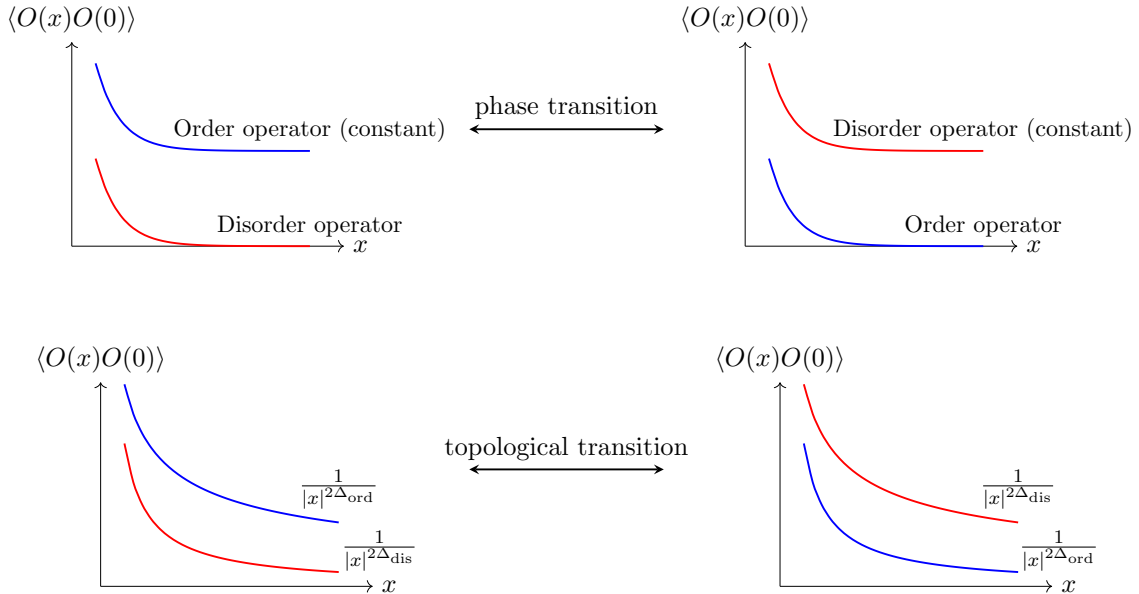 ⟨O(x)O(0)⟩
⟨O(x)O(0)⟩
phase transition
Order operator (constant)
Disorder operator (constant)
Disorder operator
Order operator
x
x
⟨O(x)O(0)⟩
⟨O(x)O(0)⟩
topological transition
1/|x|^{2Δ_ord}
1/|x|^{2Δ_dis}
1/|x|^{2Δ_dis}
1/|x|^{2Δ_ord}
x
x